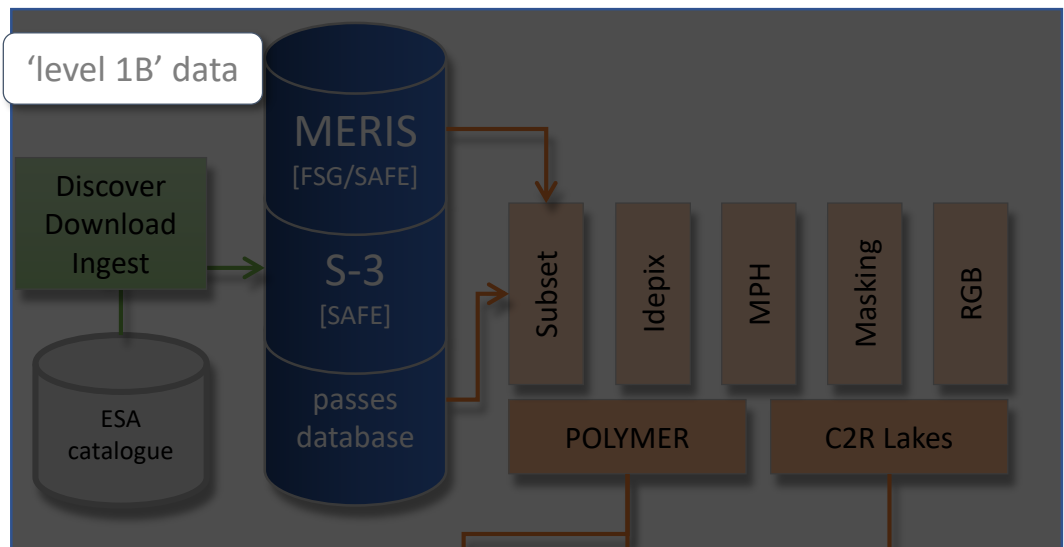 ‘level 1B’ data
MERIS
[FSG/SAFE]
Discover
Download
Ingest
S-3
[SAFE]
passes
database
ESA
catalogue
Subset
Idepix
MPH
Masking
RGB
POLYMER
C2R Lakes